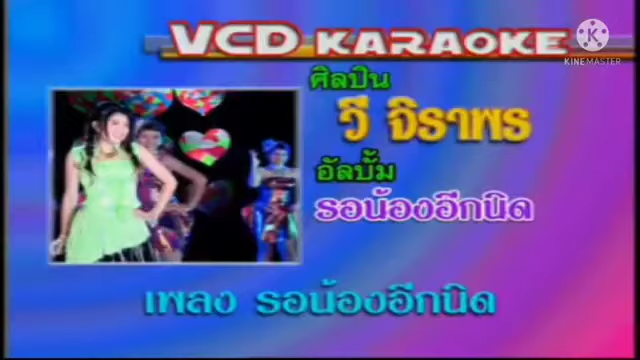 VCD KARAOKE
KINEMASTER
ศิลปิน
วี จิราพร
อัลบั้ม
รอน้องอีกนิด
เพลง รอน้องอีกนิด